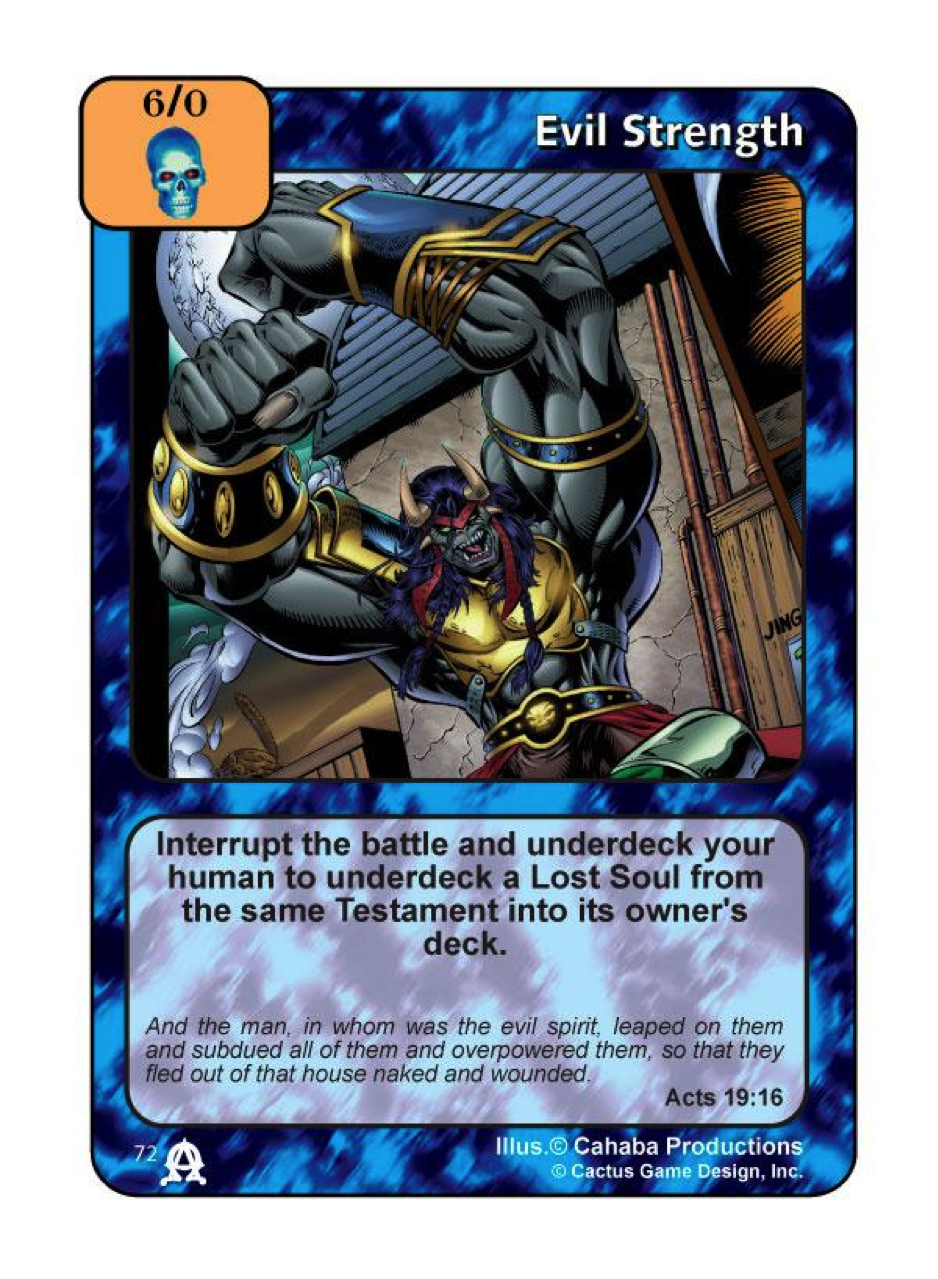 6/0
Evil Strength
JING
Interrupt the battle and underdeck your
human to underdeck a Lost Soul from
the same Testament into its owner's
deck.
And the man, in whom was the evil spirit, leaped on them
and subdued all of them and overpowered them, so that they
fled out of that house naked and wounded.
Acts 19:16
72
Illus.© Cahaba Productions
© Cactus Game Design, Inc.